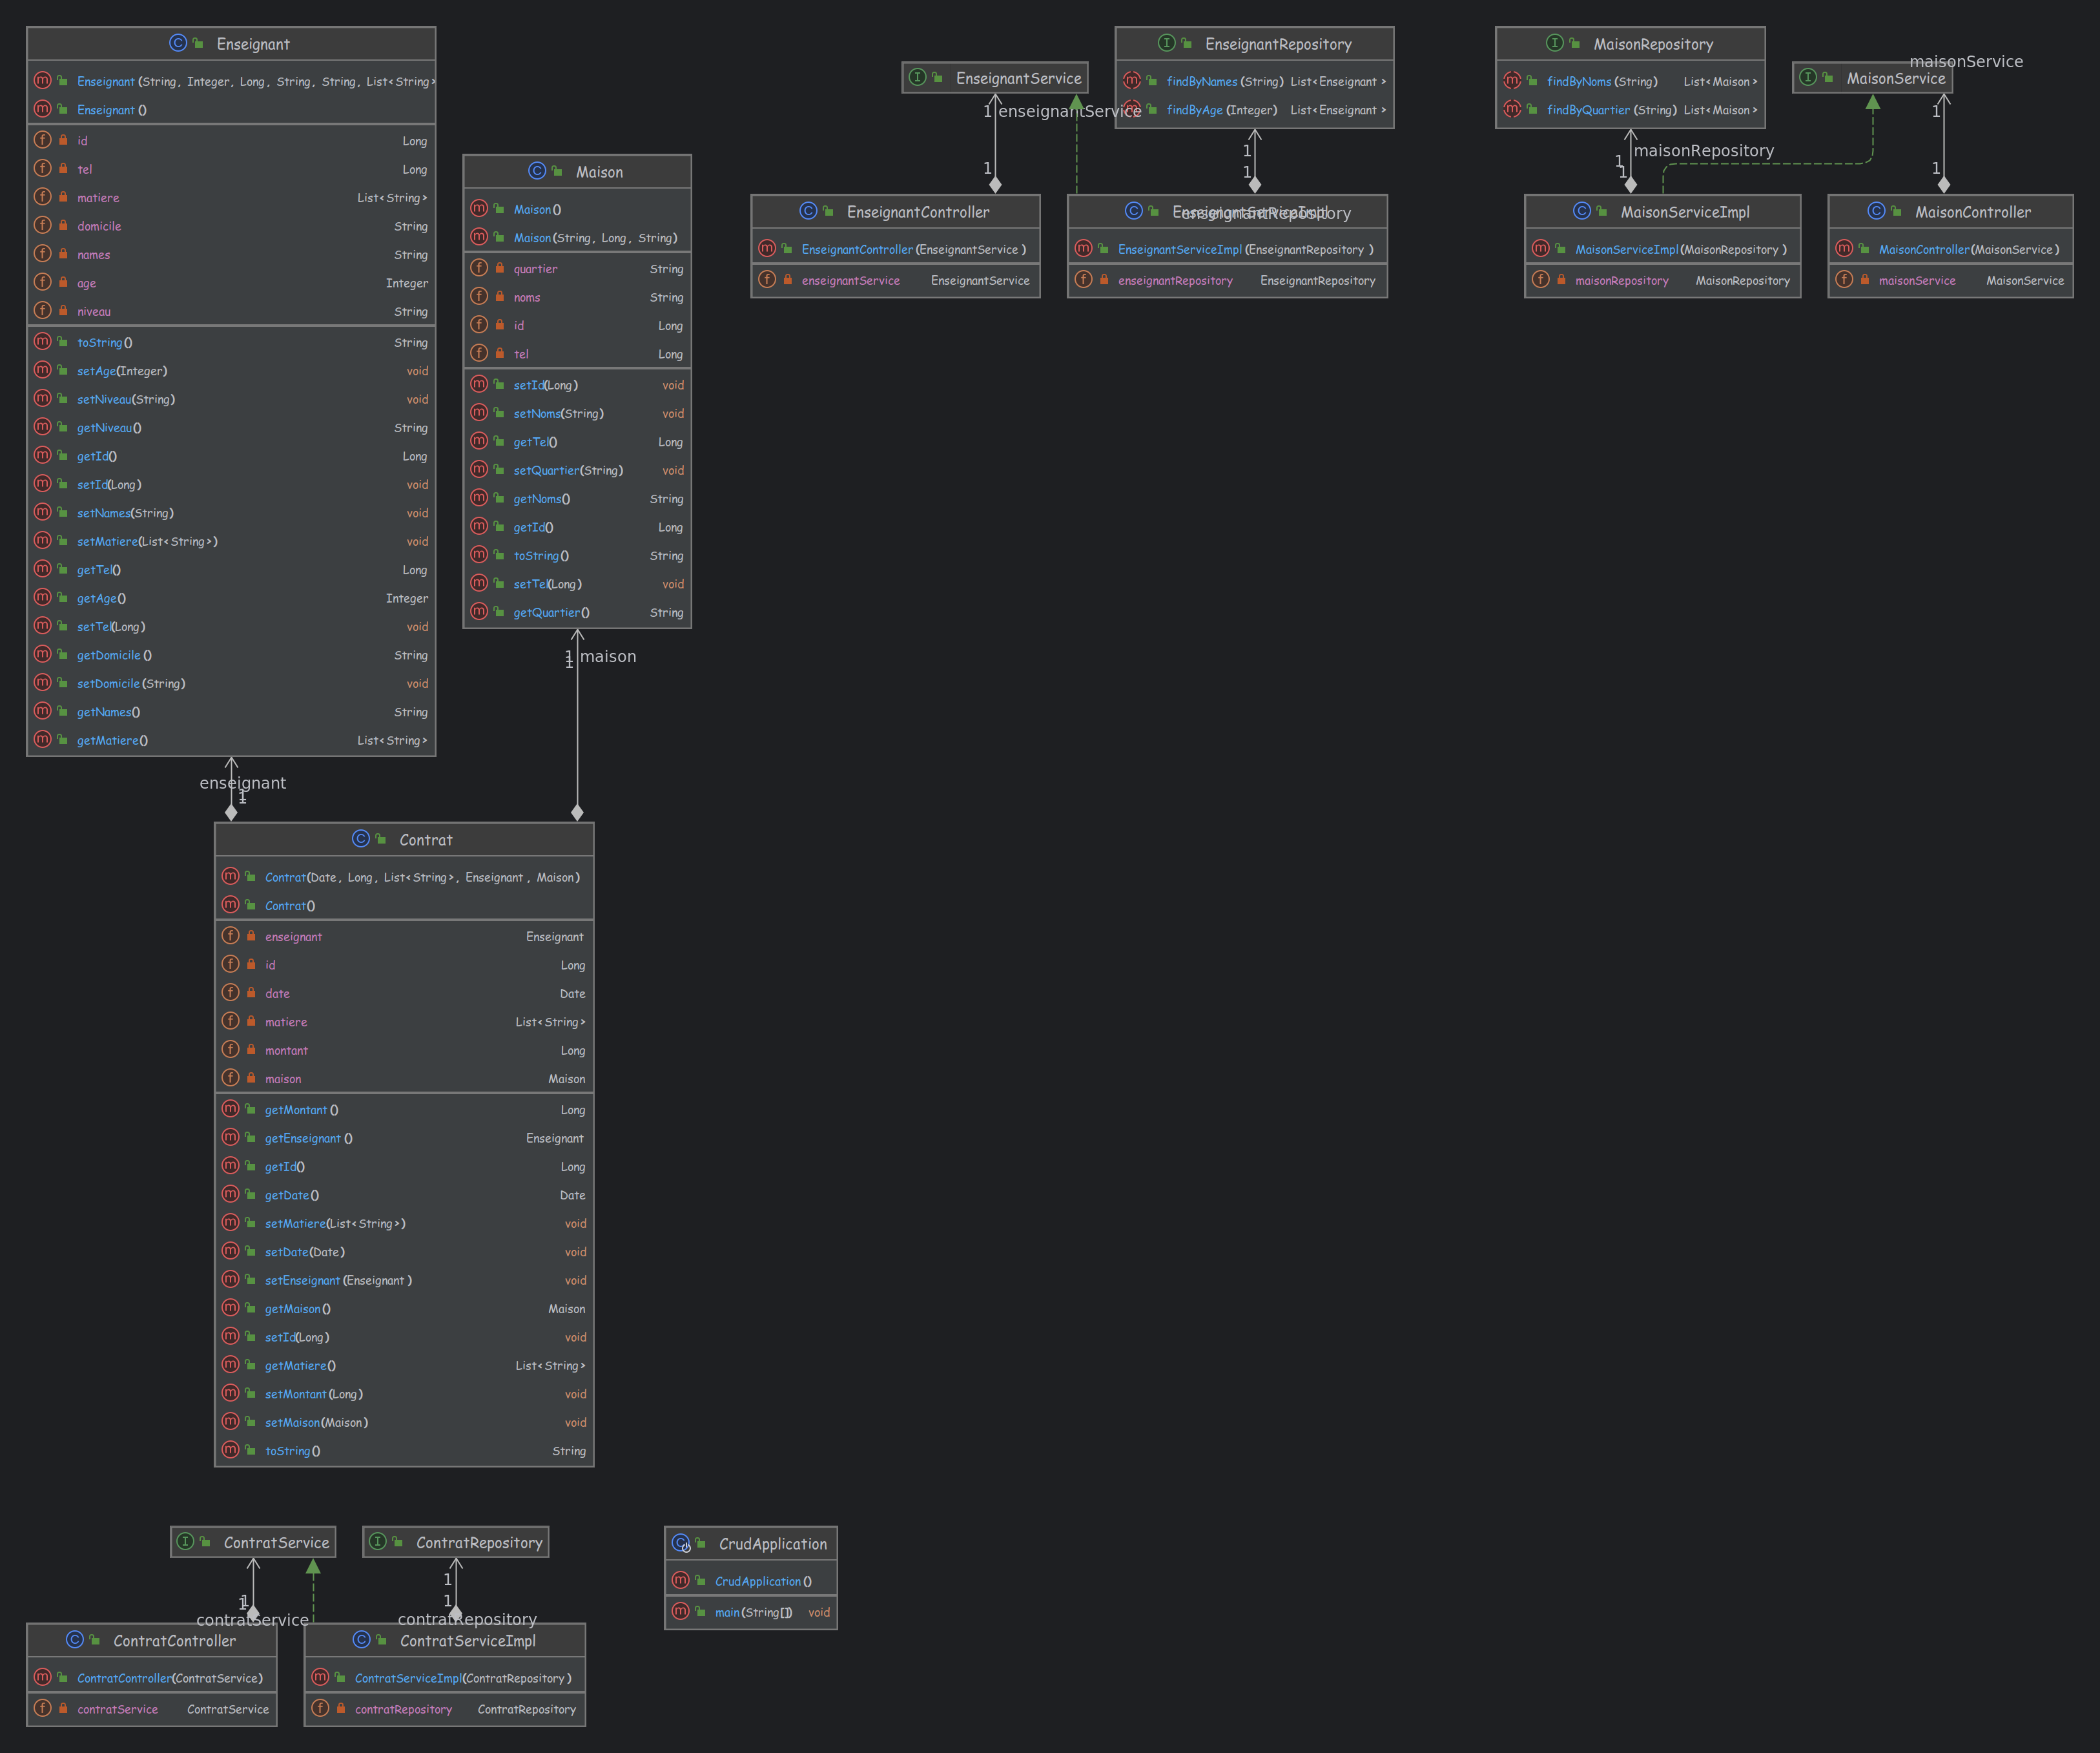 Enseignant
Enseignant(String, Integer, Long, String, String, List<String>
Enseignant()
id Long
tel Long
matiere List<String>
domicile String
names String
age Integer
niveau String
toString() String
setAge(Integer) void
setNiveau(String) void
getNiveau() String
getId() Long
setId(Long) void
setNames(String) void
setMatiere(List<String>) void
getTel() Long
getAge() Integer
setTel(Long) void
getDomicile() String
setDomicile(String) void
getNames() String
getMatiere() List<String>
Maison
Maison()
Maison(String, Long, String)
quartier String
noms String
id Long
tel Long
setId(Long) void
setNoms(String) void
getTel() Long
setQuartier(String) void
getNoms() String
getId() Long
toString() String
setTel(Long) void
getQuartier() String
enseignant
1
1
1
1
maison
Contrat
Contrat(Date, Long, List<String>, Enseignant, Maison)
Contrat()
enseignant Enseignant
id Long
date Date
matiere List<String>
montant Long
maison Maison
getMontant() Long
getEnseignant() Enseignant
getId() Long
getDate() Date
setMatiere(List<String>) void
setDate(Date) void
setEnseignant(Enseignant) void
getMaison() Maison
setId(Long) void
getMatiere() List<String>
setMontant(Long) void
setMaison(Maison) void
toString() String
EnseignantService
1 enseignantService
1
EnseignantRepository
findByNames(String) List<Enseignant>
findByAge(Integer) List<Enseignant>
1
1
EnseignantController
EnseignantController(EnseignantService)
enseignantService EnseignantService
EnseignantServiceImpl
enseignantRepository
EnseignantServiceImpl(EnseignantRepository)
enseignantRepository EnseignantRepository
MaisonRepository
findByNoms(String) List<Maison>
findByQuartier(String) List<Maison>
maisonService
MaisonService
1
1
maisonRepository
1
1
MaisonServiceImpl
MaisonServiceImpl(MaisonRepository)
maisonRepository MaisonRepository
MaisonController
MaisonController(MaisonService)
maisonService MaisonService
ContratService
ContratRepository
1
1
contratService
1
1
contratRepository
ContratController
ContratController(ContratService)
contratService ContratService
ContratServiceImpl
ContratServiceImpl(ContratRepository)
contratRepository ContratRepository
CrudApplication
CrudApplication()
main(String[]) void